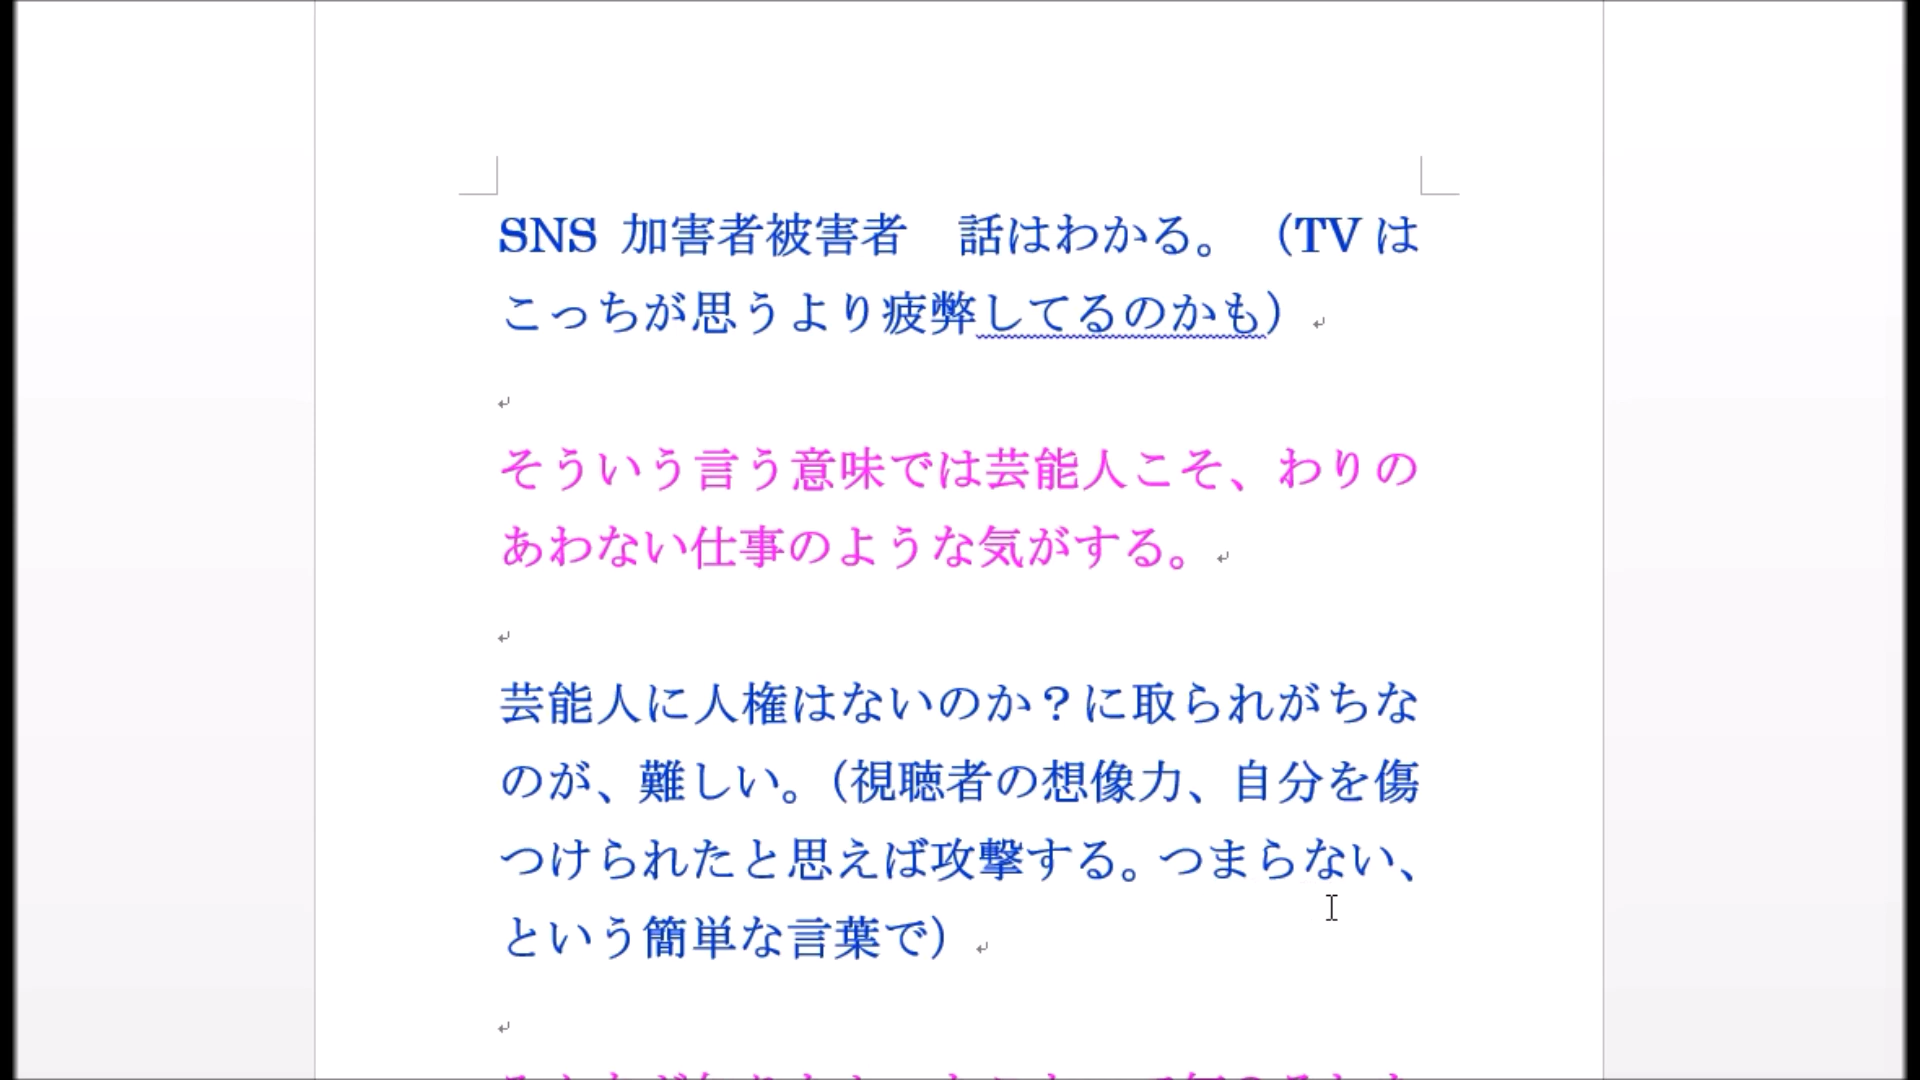 SNS 加害者被害者　話はわかる。（TVは
こっちが思うより疲弊してるのかも）
そういう言う意味では芸能人こそ、わりの
あわない仕事のような気がする。
芸能人に人権はないのか？に取られがちな
のが、難しい。（視聴者の想像力、自分を傷
つけられたと思えば攻撃する。つまらない、
という簡単な言葉で）